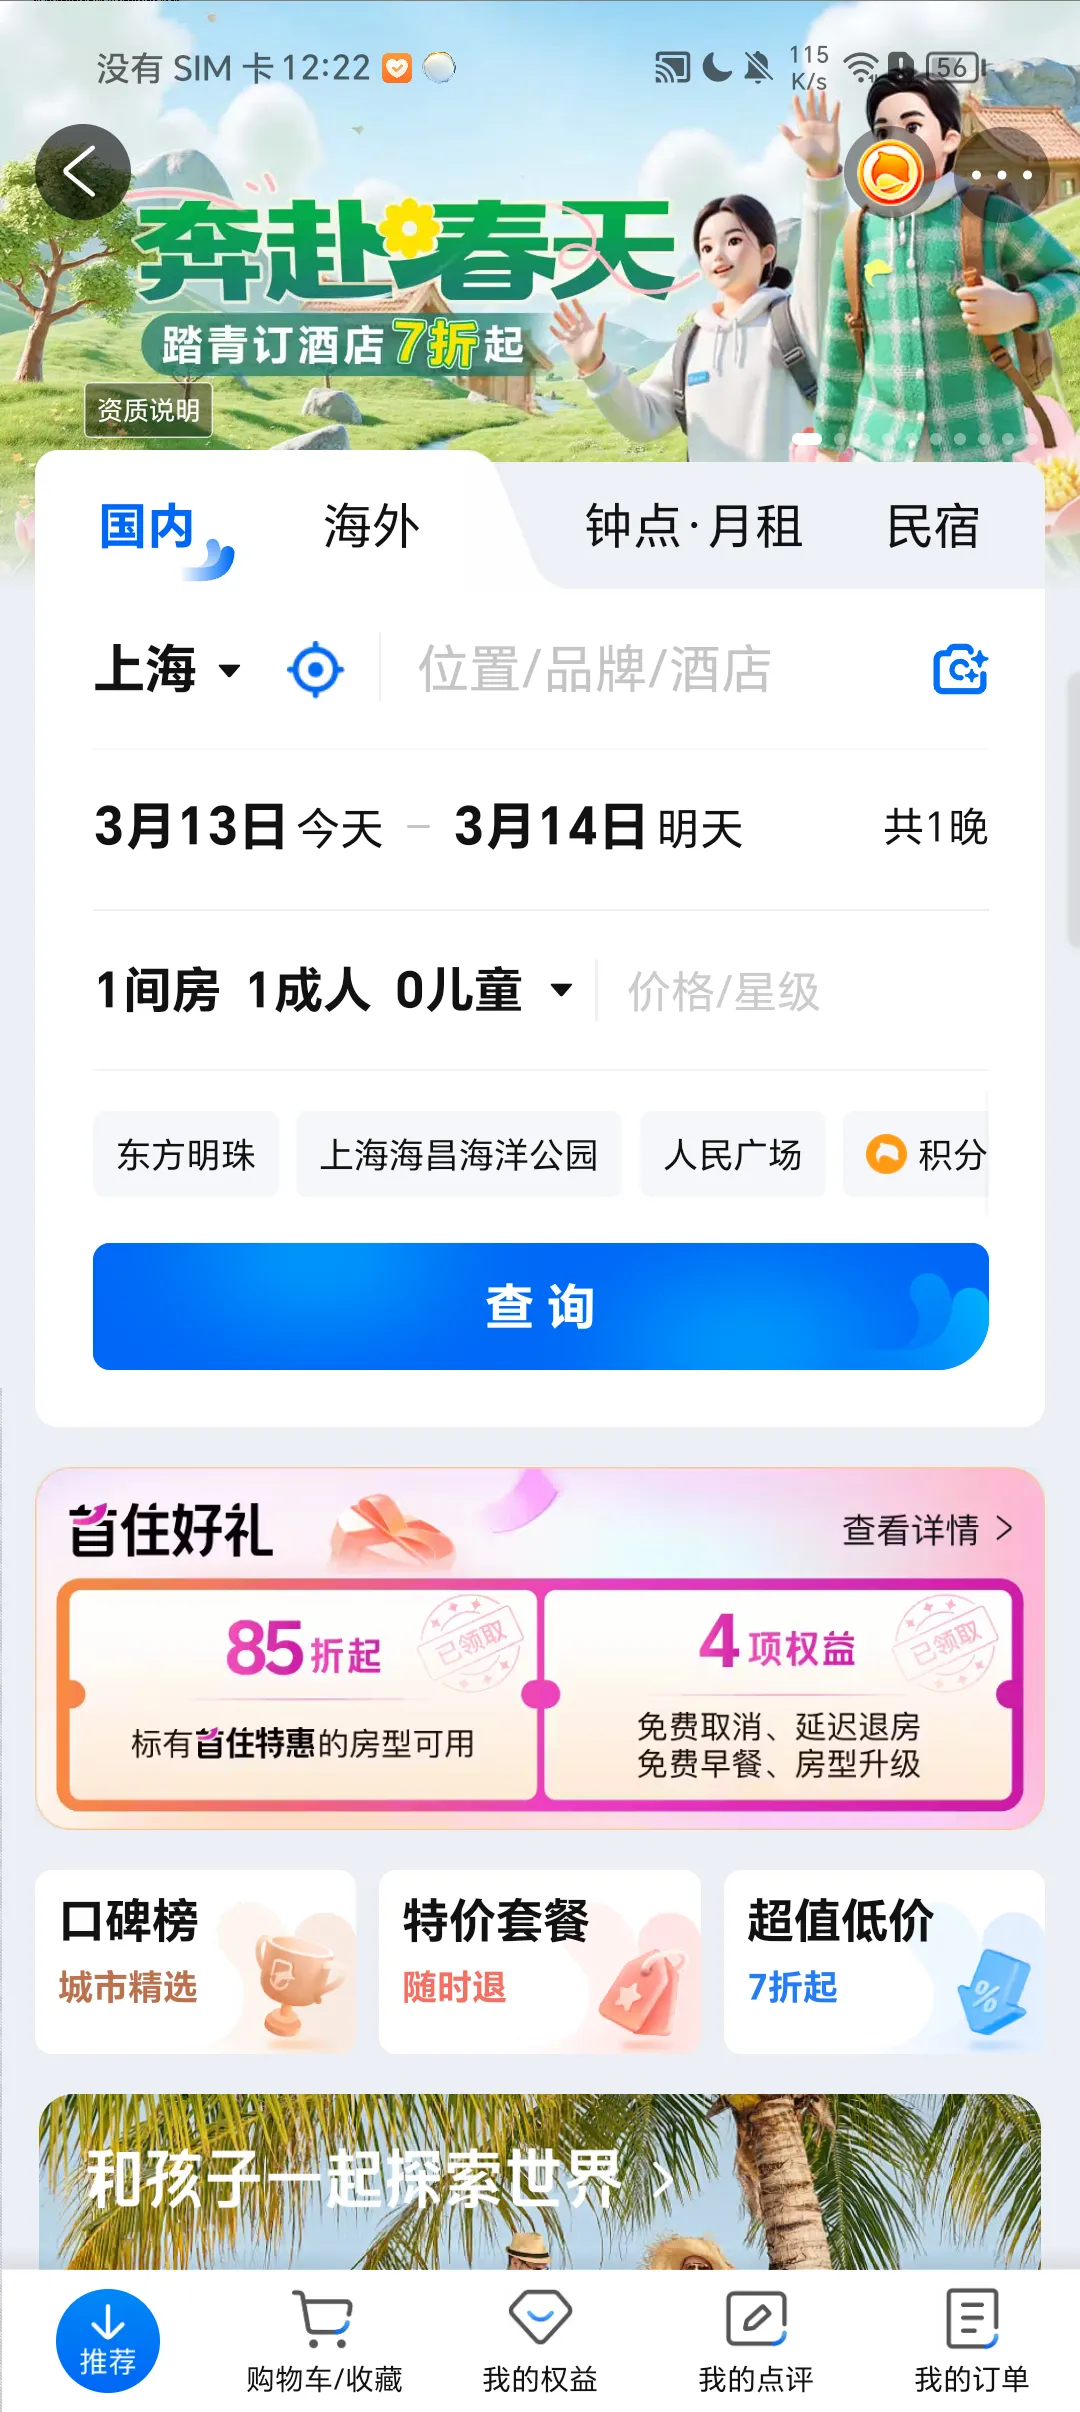 没有 SIM 卡 12:22
115 K/s
56
奔赴春天
踏青订酒店7折起
资质说明
国内 海外 钟点·月租 民宿
上海 位置/品牌/酒店
3月13日今天 – 3月14日明天 共1晚
1间房 1成人 0儿童 价格/星级
东方明珠 上海海昌海洋公园 人民广场 积分
查询
首住好礼 查看详情 >
85折起 已领取 4项权益 已领取
标有首住特惠的房型可用
免费取消、延迟退房
免费早餐、房型升级
口碑榜 特价套餐 超值低价
城市精选 随时退 7折起
%
和孩子一起探索世界 >
推荐 购物车/收藏 我的权益 我的点评 我的订单